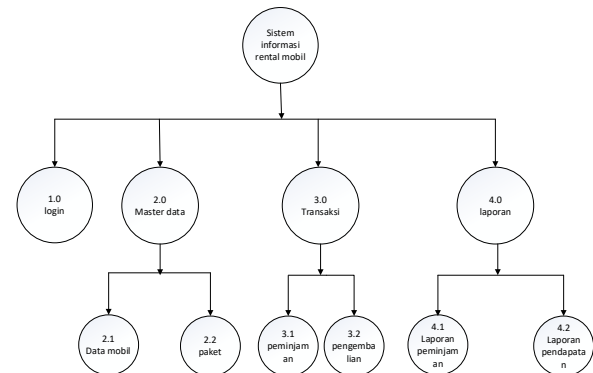 Sistem
informasi
rental mobil
1.0
login
2.0
Master data
3.0
Transaksi
4.0
laporan
2.1
Data mobil
2.2
paket
3.1
peminjam
an
3.2
pengemba
lian
4.1
Laporan
peminjam
an
4.2
Laporan
pendapata
n